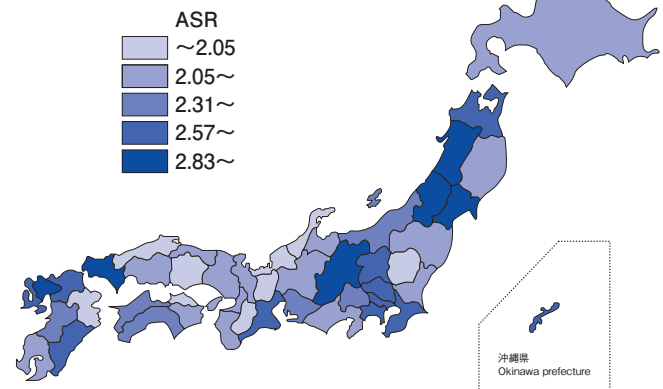 ASR
～2.05
2.05～
2.31～
2.57～
2.83～
沖縄県
Okinawa prefecture